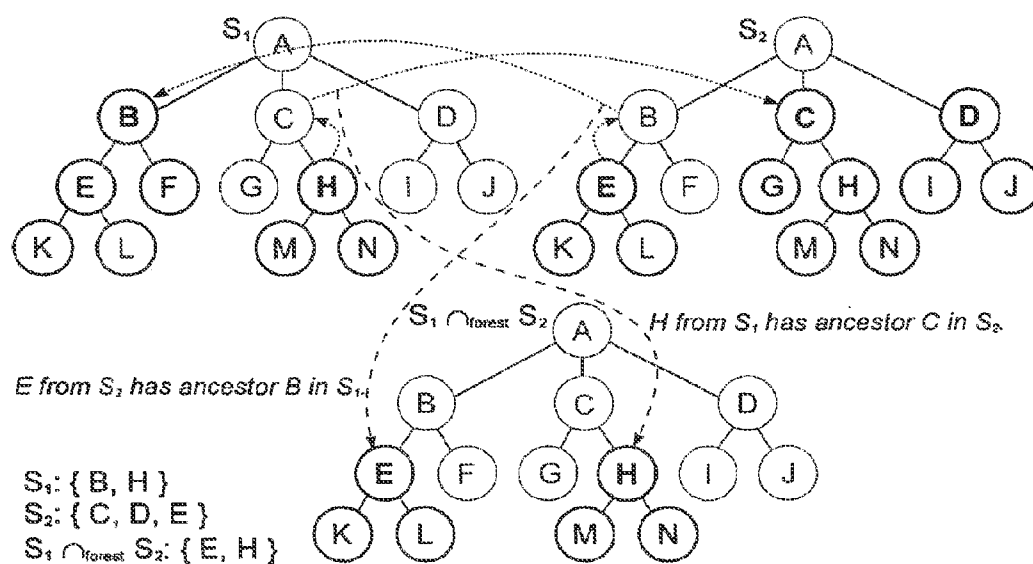 S₁ A S₂ A
B C D B C D
E F G H I J E F G H I J
K L M N K L M N
S₁ ∩forest S₂ A
H from S₁ has ancestor C in S₂.
E from S₂ has ancestor B in S₁.
B C D
E F G H I J
K L M N
S₁: { B, H }
S₂: { C, D, E }
S₁ ∩forest S₂: { E, H }